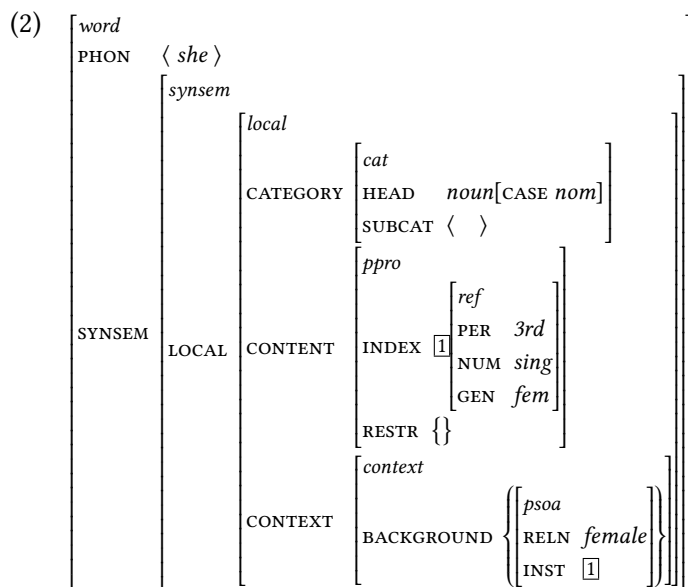 (2)
word
PHON ⟨ she ⟩
synsem
local
cat
CATEGORY HEAD noun[CASE nom]
SUBCAT ⟨ ⟩
ppro
ref
PER 3rd
SYNSEM LOCAL CONTENT INDEX 1 NUM sing
GEN fem
RESTR {}
context
psoa
CONTEXT BACKGROUND { RELN female }
INST 1